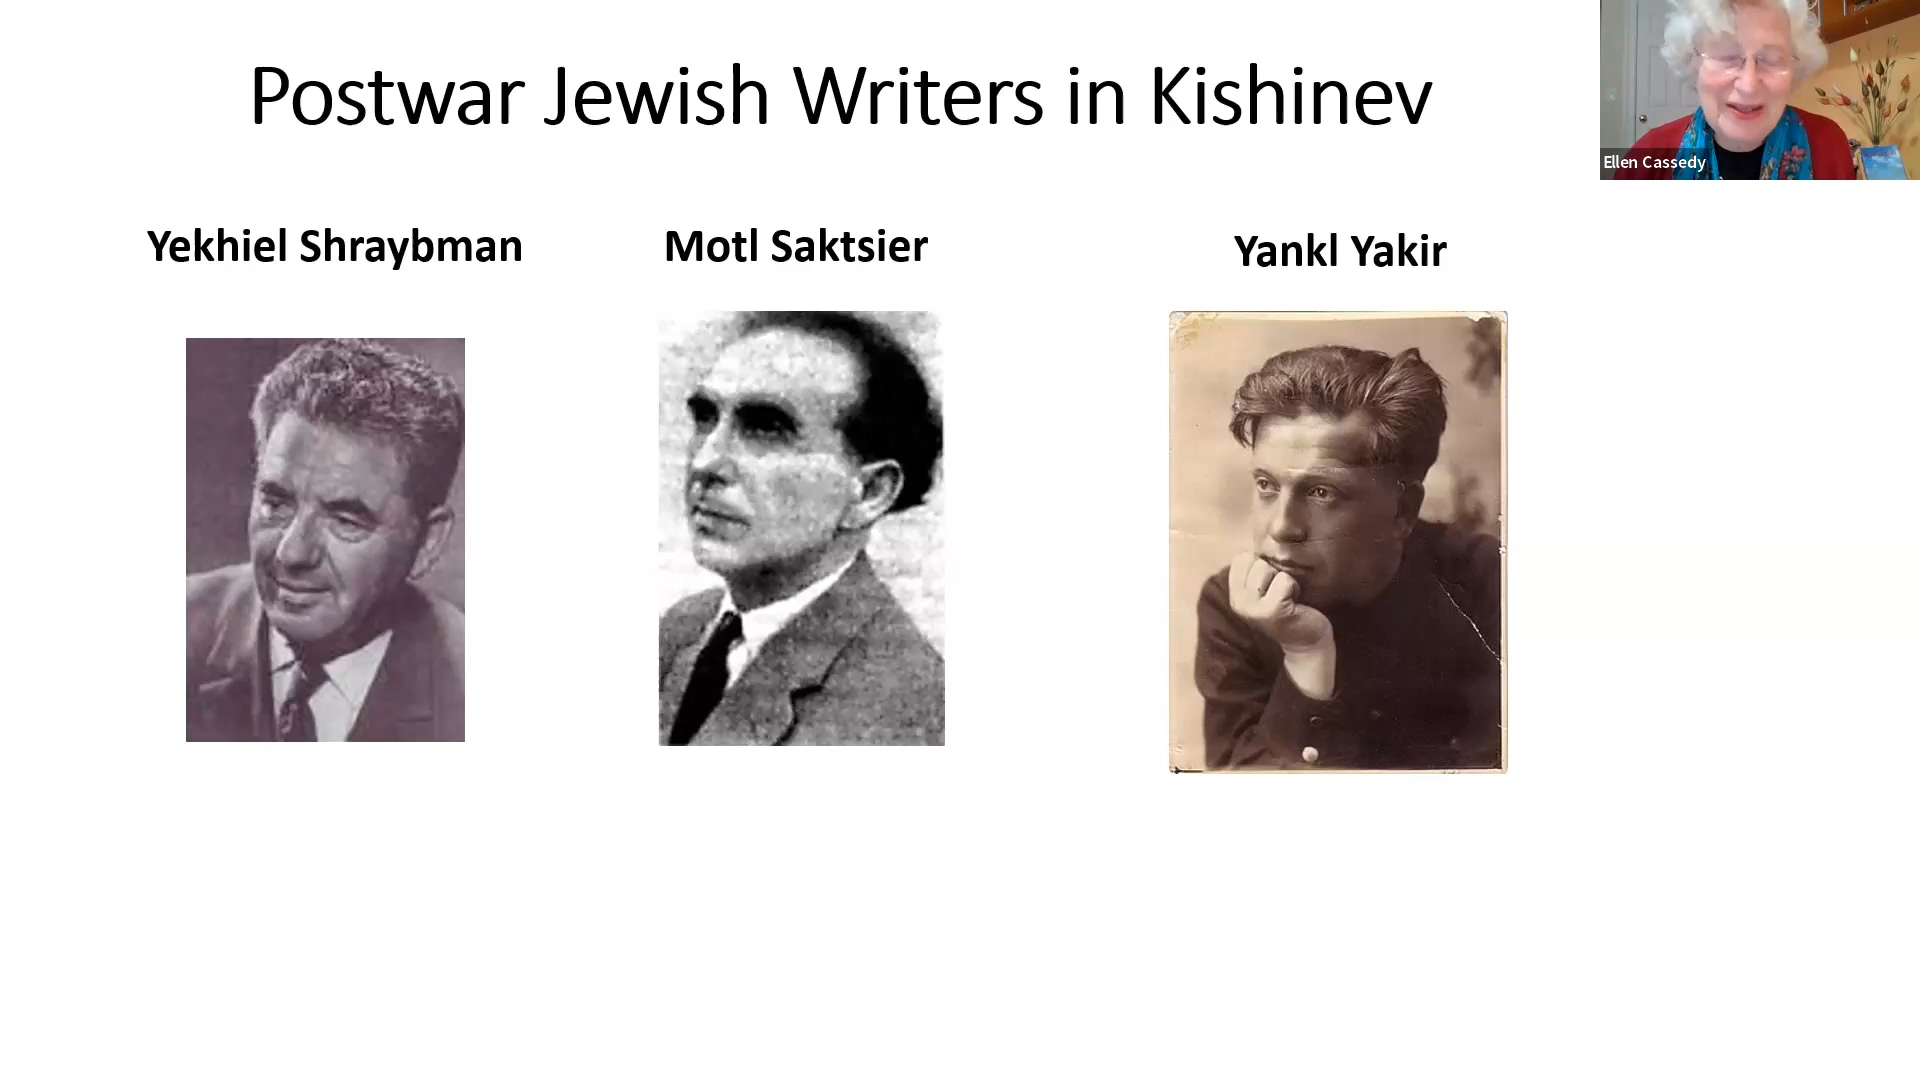 Postwar Jewish Writers in Kishinev
Ellen Cassedy
Yekhiel Shraybman
Motl Saktsier
Yankl Yakir